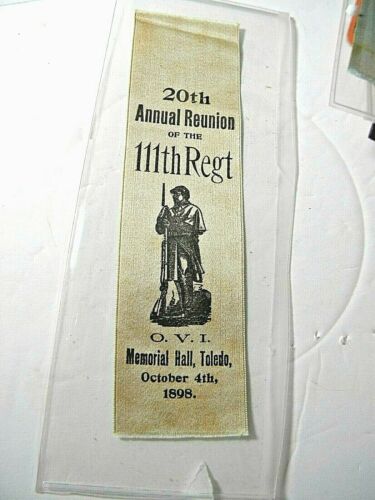 20th
Annual Reunion
OF THE
111th Regt
O. V. I.
Memorial Hall, Toledo,
October 4th,
1898.